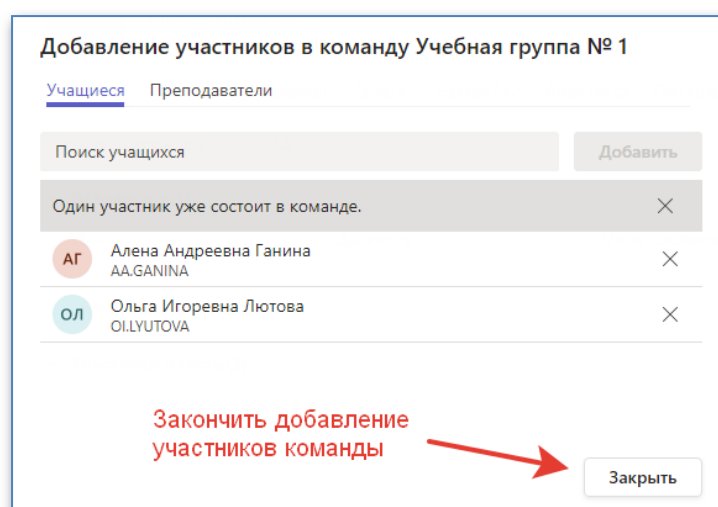 Добавление участников в команду Учебная группа № 1
Учащиеся Преподаватели
Поиск учащихся Добавить
Один участник уже состоит в команде.
АГ Алена Андреевна Ганина
AA.GANINA
ОЛ Ольга Игоревна Лютова
OI.LYUTOVA
Закончить добавление
участников команды
Закрыть